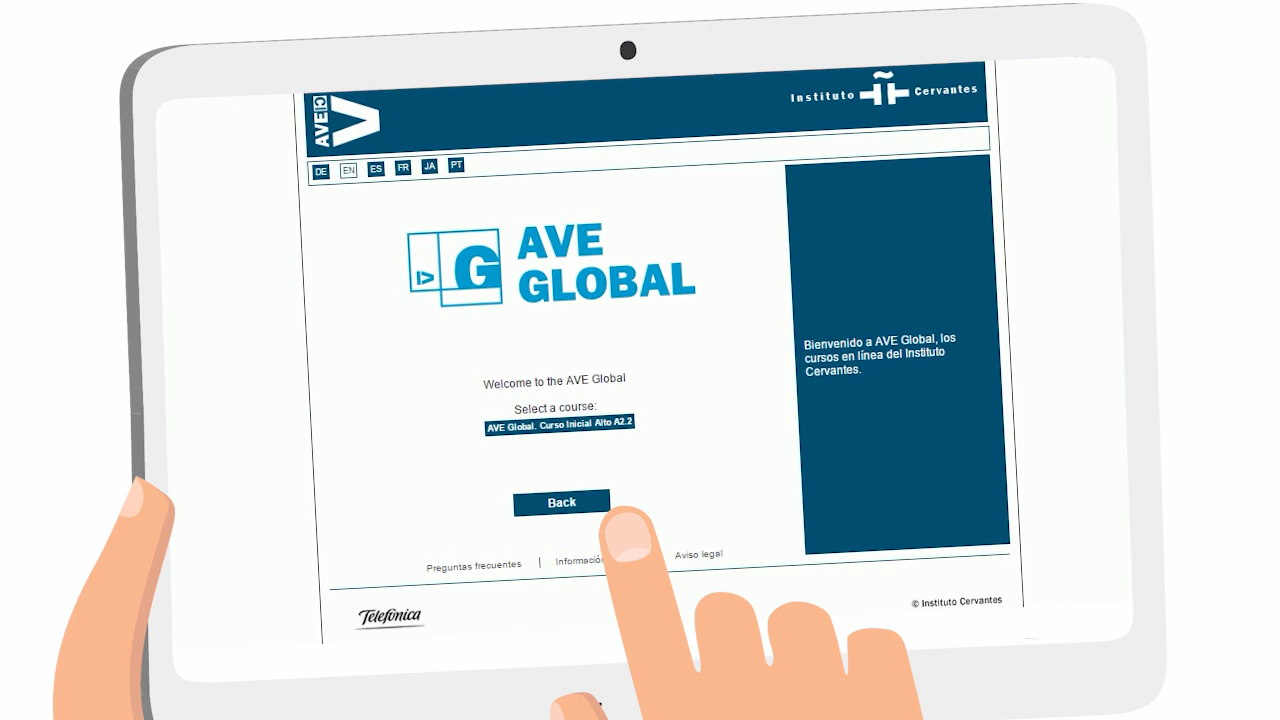 AVE C V
Instituto Cervantes
DE EN ES FR JA PT
V G
AVE
GLOBAL
Welcome to the AVE Global
Select a course:
AVE Global. Curso Inicial Alto A2.2
Back
Bienvenido a AVE Global, los
cursos en línea del Instituto
Cervantes.
Preguntas frecuentes | Aviso legal
Telefónica
© Instituto Cervantes